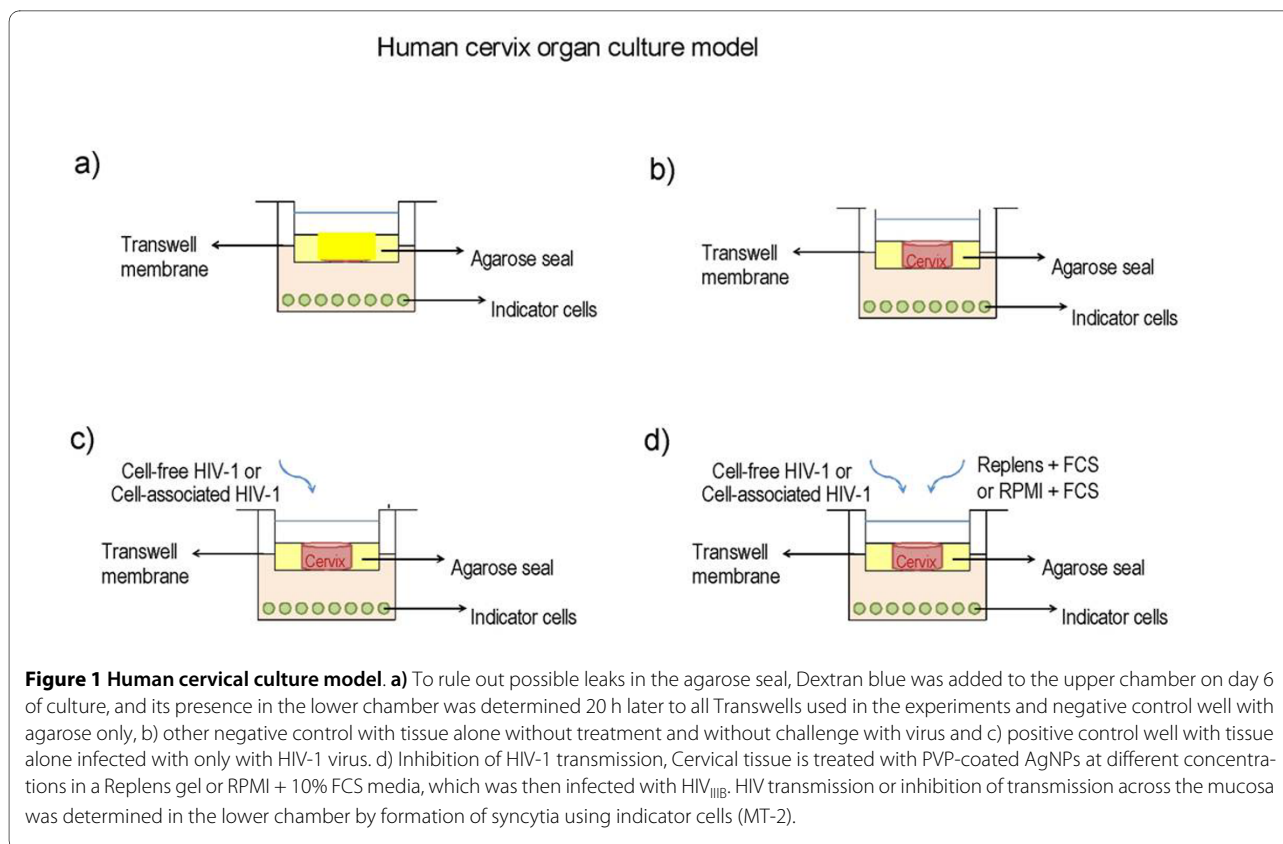 Human cervix organ culture model
a)
Transwell
membrane
Agarose seal
Indicator cells
b)
Transwell
membrane
Cervix
Agarose seal
Indicator cells
c)
Cell-free HIV-1 or
Cell-associated HIV-1
Transwell
membrane
Cervix
Agarose seal
Indicator cells
d)
Cell-free HIV-1 or
Cell-associated HIV-1
Replens + FCS
or RPMI + FCS
Transwell
membrane
Cervix
Agarose seal
Indicator cells
Figure 1 Human cervical culture model. a) To rule out possible leaks in the agarose seal, Dextran blue was added to the upper chamber on day 6
of culture, and its presence in the lower chamber was determined 20 h later to all Transwells used in the experiments and negative control well with
agarose only, b) other negative control with tissue alone without treatment and without challenge with virus and c) positive control well with tissue
alone infected with only with HIV-1 virus. d) Inhibition of HIV-1 transmission, Cervical tissue is treated with PVP-coated AgNPs at different concentra-
tions in a Replens gel or RPMI + 10% FCS media, which was then infected with HIVIIIB. HIV transmission or inhibition of transmission across the mucosa
was determined in the lower chamber by formation of syncytia using indicator cells (MT-2).